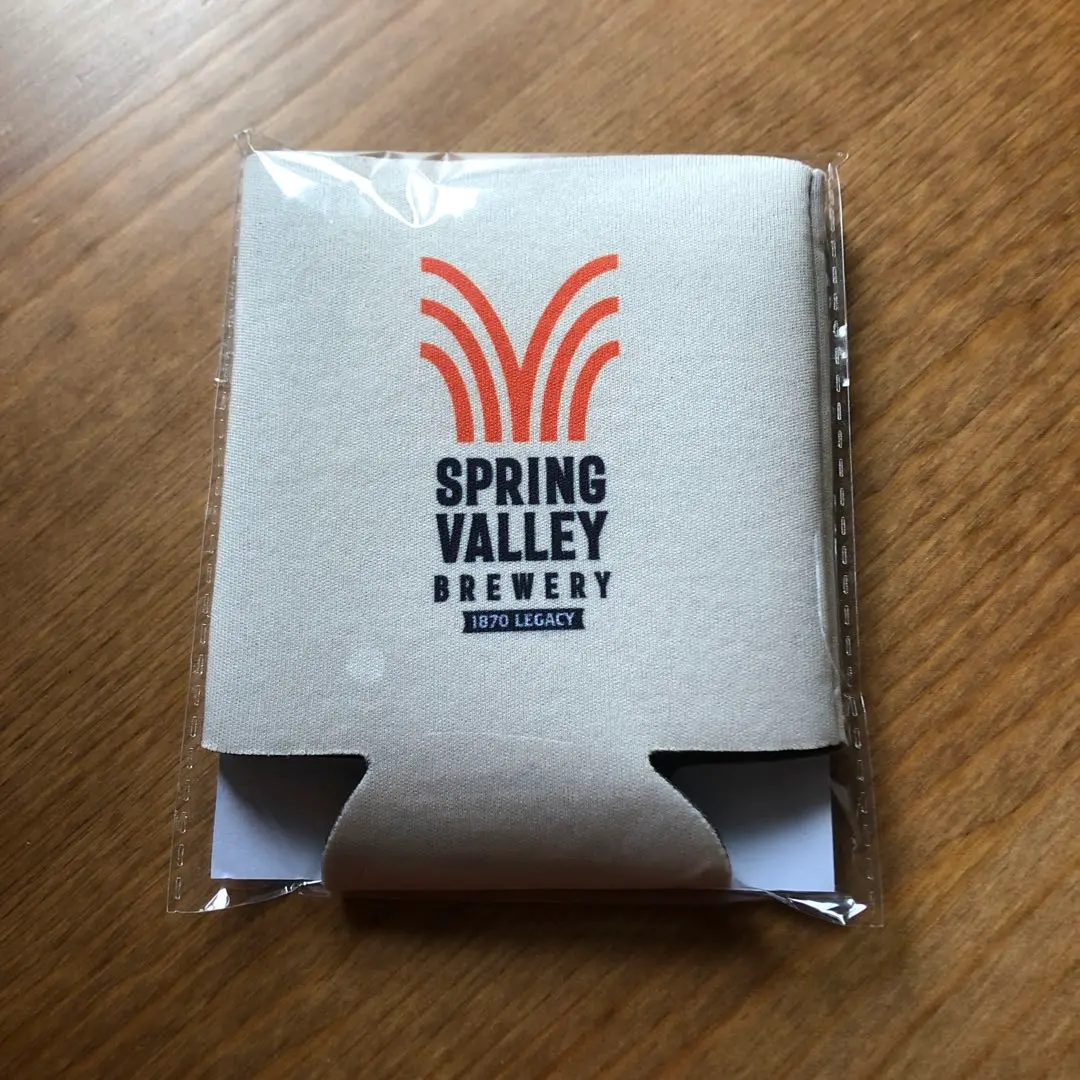 SPRING
VALLEY
BREWERY
1870 LEGACY